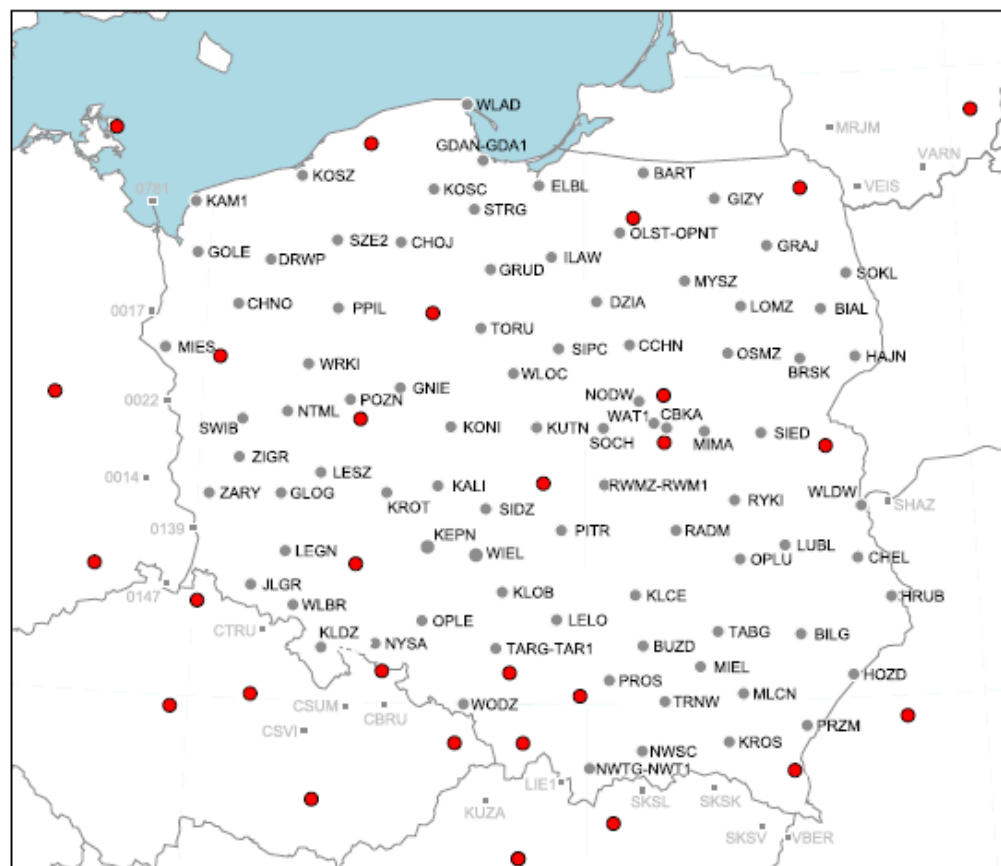 WLAD
MRJM
GDAN-GDA1
VARN
KOSZ
BART
0781
KOSC
ELBL
VEIS
KAM1
GIZY
STRG
OLST-OPNT
SZE2
CHOJ
GRAJ
GOLE
DRWP
ILAW
GRUD
SOKL
MYSZ
CHNO
PPIL
DZIA
LOMZ
BIAL
0017
TORU
MIES
SIPC
CCHN
OSMZ
HAJN
WRKI
BRSK
WLOC
GNIE
0022
POZN
NODW
NTML
WAT1
CBKA
SWIB
KONI
KUTN
SOCH
MIMA
SIED
ZIGR
LESZ
0014
ZARY
GLOG
KALI
RWMZ-RWM1
WLDW
KROT
SIDZ
RYKI
SHAZ
0139
KEPN
PITR
RADM
LEGN
WIEL
LUBL
OPLU
CHEL
JLGR
0147
KLOB
KLCE
HRUB
WLBR
CTRU
OPLE
LELO
TABG
BILG
KLDZ
NYSA
TARG-TAR1
BUZD
MIEL
HOZD
PROS
MLCN
CSUM
CBRU
WODZ
TRNW
CSVI
PRZM
KROS
NWSC
NWTG-NWT1
LIE1
SKSL
SKSK
KUZA
SKSV
VBER